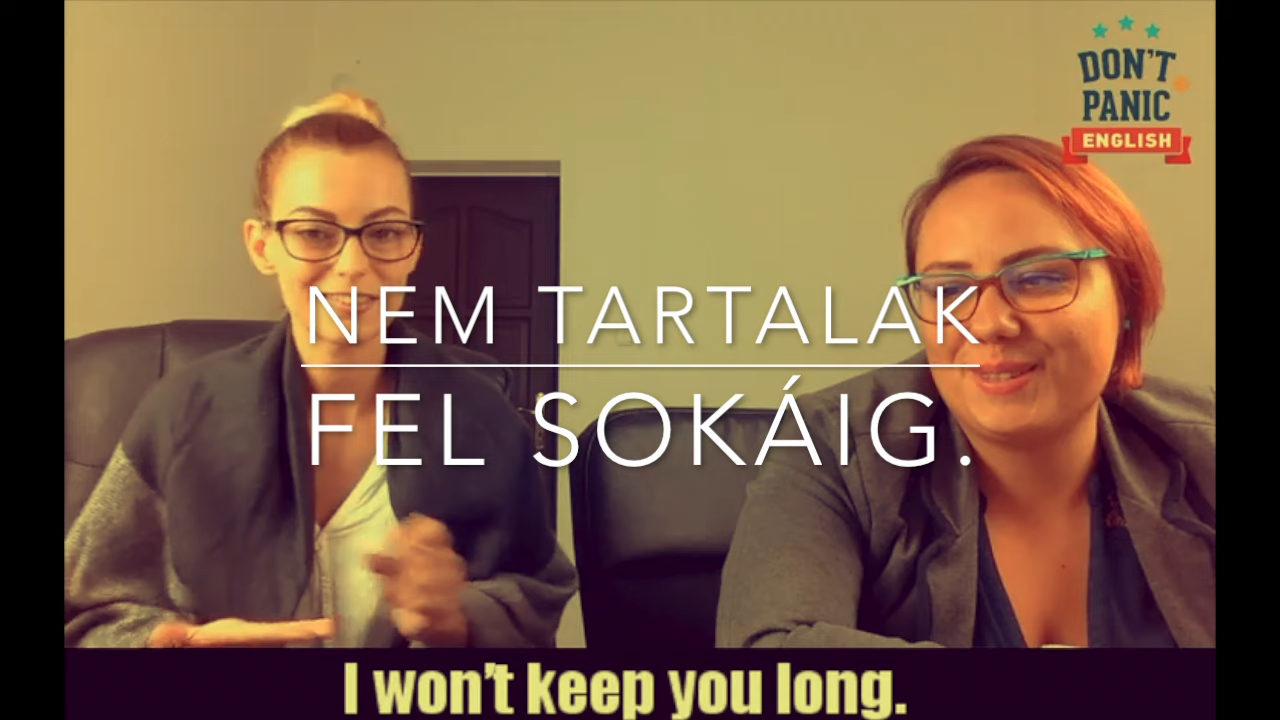 DON'T
PANIC
ENGLISH
NEM TARTALAK
FEL SOKÁIG.
I won't keep you long.